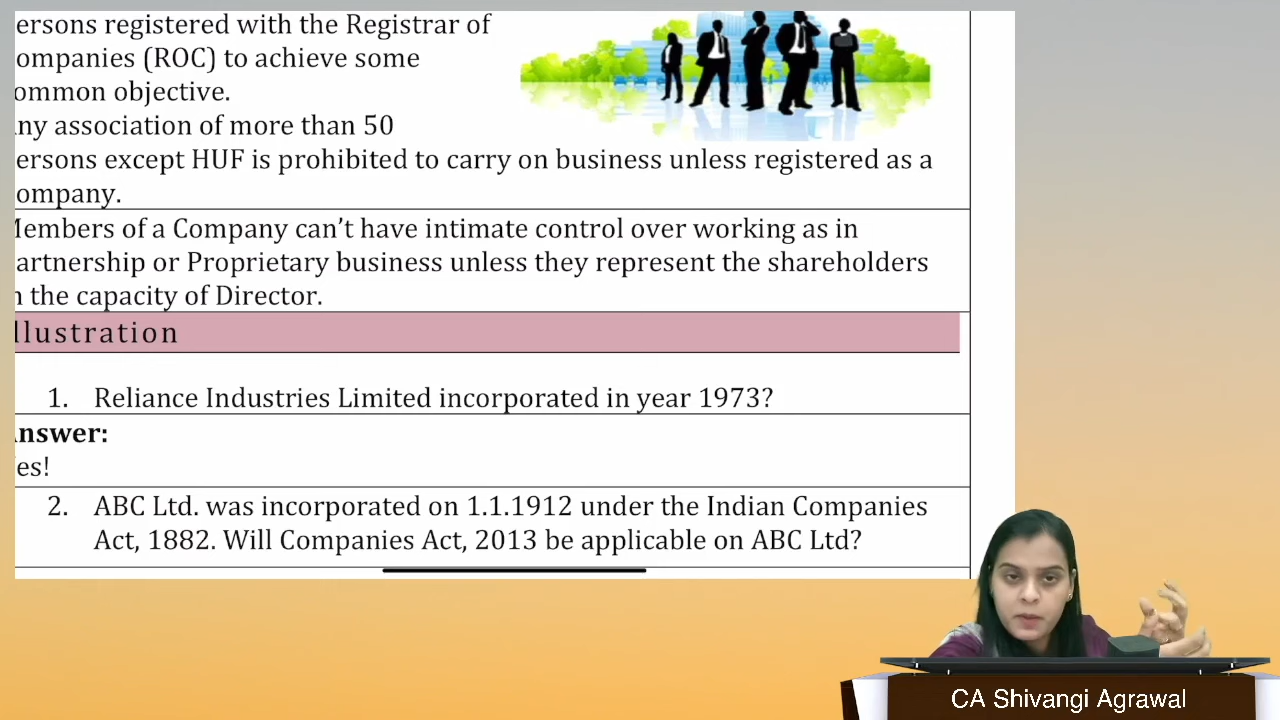 ersons registered with the Registrar of
ompanies (ROC) to achieve some
ommon objective.
ny association of more than 50
ersons except HUF is prohibited to carry on business unless registered as a
ompany.
embers of a Company can’t have intimate control over working as in
artnership or Proprietary business unless they represent the shareholders
n the capacity of Director.
llustration
1. Reliance Industries Limited incorporated in year 1973?
nswer:
es!
2. ABC Ltd. was incorporated on 1.1.1912 under the Indian Companies
Act, 1882. Will Companies Act, 2013 be applicable on ABC Ltd?
CA Shivangi Agrawal